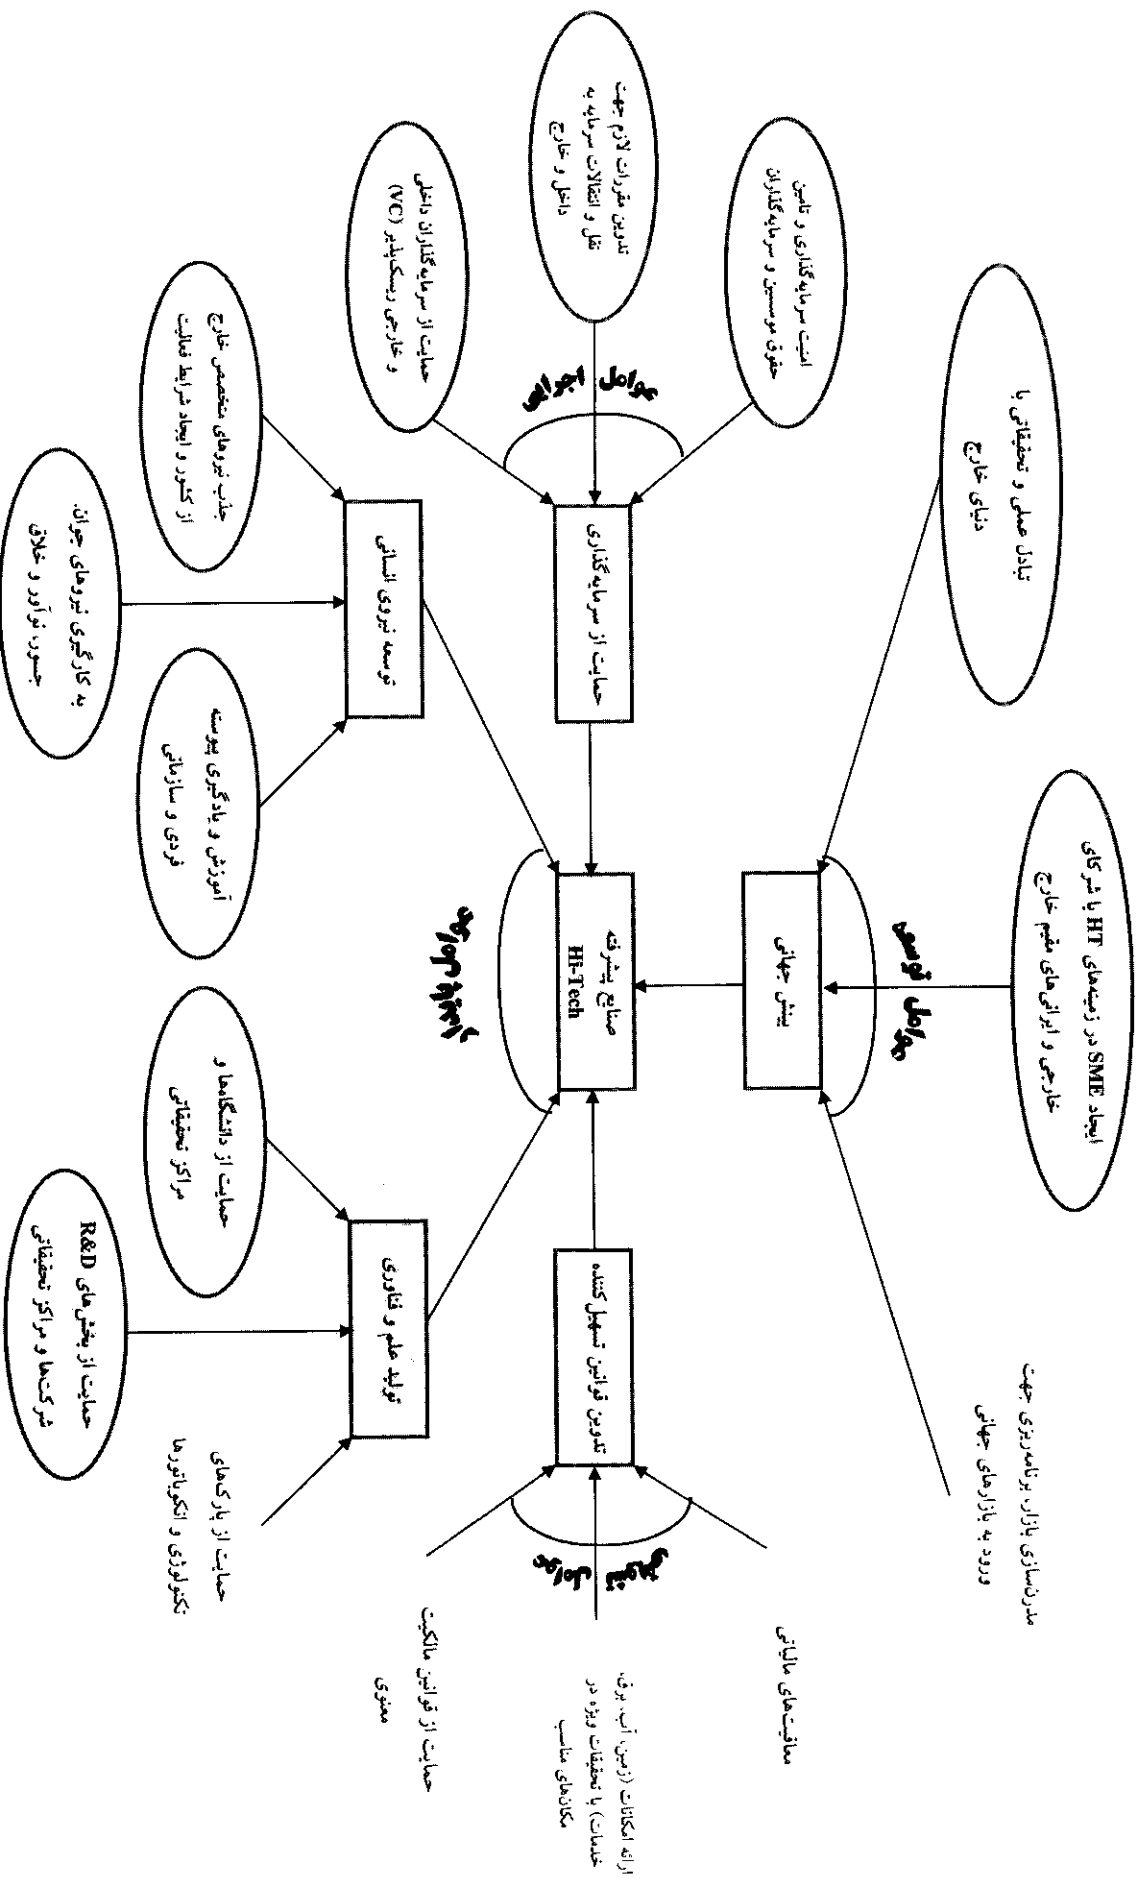 ایجاد SME در زمینه‌های HT با شرکای
خارجی و ایرانی‌های مقیم خارج
تبادل عملی و تحقیقاتی با
دنیای خارج
مدرن‌سازی بازار، برنامه‌ریزی جهت
ورود به بازارهای جهانی
عوامل توسعی
بینش جهانی
امنیت سرمایه‌گذاری و تامین
حقوق موسسین و سرمایه‌گذاران
تدوین مقررات لازم جهت
نقل و انتقالات سرمایه به
داخل و خارج
حمایت از سرمایه‌گذاران داخلی
و خارجی ریسک‌پذیر (VC)
عوامل اجرائی
حمایت از سرمایه‌گذاری
صنایع پیشرفته
Hi-Tech
تدوین قوانین تسهیل‌کننده
عوامل تشویقی
معافیت‌های مالیاتی
ارائه امکانات (زمین، آب، برق،
خدمات) با تخفیفات ویژه در
مکان‌های مناسب
حمایت از قوانین مالکیت
معنوی
توسعه نیروی انسانی
جذب نیروهای متخصص خارج
از کشور و ایجاد شرایط فعالیت
به کارگیری نیروهای جوان،
جسور، نوآور و خلاق
آموزش و یادگیری پیوسته
فردی و سازمانی
تولید علم و فناوری
حمایت از دانشگاه‌ها و
مراکز تحقیقاتی
حمایت از بخش‌های R&D
شرکت‌ها و مراکز تحقیقاتی
حمایت از پارک‌های
تکنولوژی و انکوباتورها